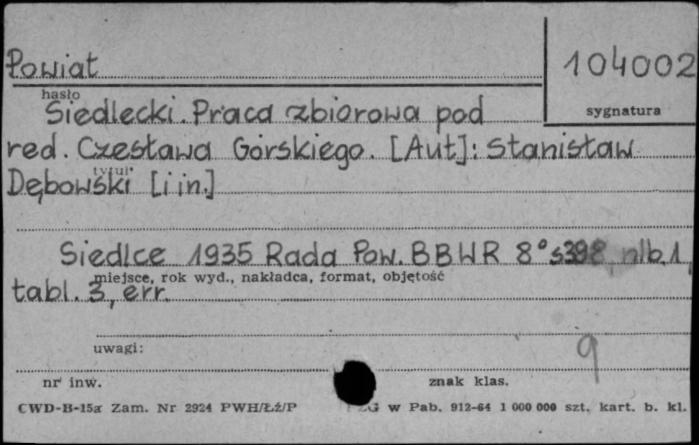 Powiat 104002
hasło
Siedlecki. Praca zbiorowa pod sygnatura
red. Czesława Górskiego. [Aut]: Stanisław
tytuł
Dębowski [i in.]
Siedlce 1935 Rada Pow. BBWR 8° s398, nlb.1,
miejsce, rok wyd., nakładca, format, objętość
tabl. 3, err.
uwagi: 9
nr inw. znak klas.
CWD-B-15a Zam. Nr 2924 PWH/Łź/P w Pab. 912-64 1 000 000 szt. kart. b. kl.